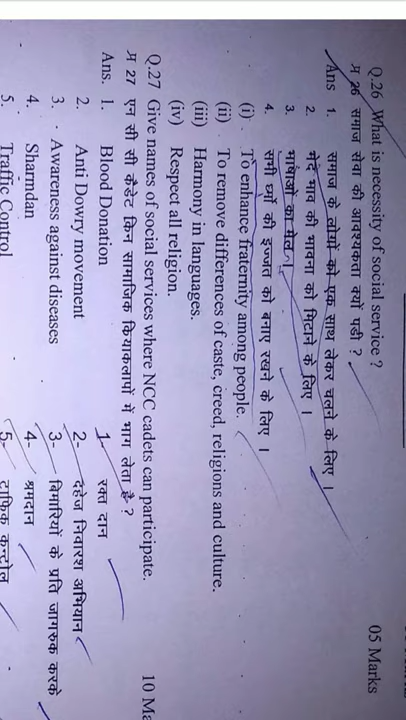 05 Marks
Q.26 What is necessity of social service ?
प्र 26 समाज सेवा की आवश्यकता क्यों पडी ?
Ans 1. समाज के लोगों को एक साथ लेकर चलने के लिए ।
2. भेद भाव की भावना को मिटाने के लिए ।
3. भाषाओं का मेल ।
4. सभी धर्मो की इज्जत को बनाए रखने के लिए ।
(i) To enhance fraternity among people.
(ii) To remove differences of caste, creed, religions and culture.
(iii) Harmony in languages.
(iv) Respect all religion.
Q.27 Give names of social services where NCC cadets can participate. 10 Ma
प्र 27 एन सी सी कैडेट किन सामाजिक क्रियाकलापों में भाग लेता है ?
Ans. 1. Blood Donation 1- रक्त दान
2. Anti Dowry movement 2- दहेज निवारश अभियान
3. Awareness against diseases 3. बिमारियों के प्रति जागरुक करके
4. Sharmdan 4- श्रमदान
5. Traffic Control 5- ट्राफिक कन्ट्रोल